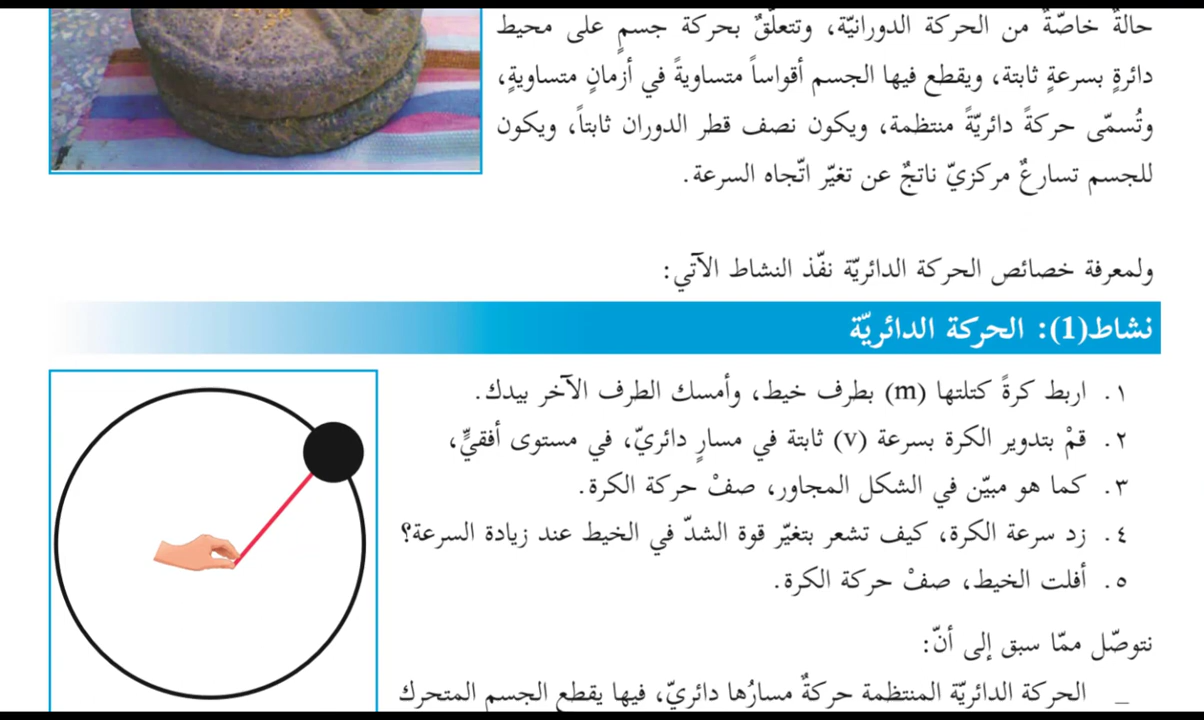 حالةٌ خاصّةٌ من الحركة الدورانيّة، وتتعلّقٌ بحركة جسمٍ على محيط
دائرةٍ بسرعةٍ ثابتة، ويقطع فيها الجسم أقواساً متساويةً في أزمانٍ متساويةٍ،
وتُسمّى حركةً دائريّةً منتظمة، ويكون نصف قطر الدوران ثابتاً، ويكون
للجسم تسارعٌ مركزيّ ناتجٌ عن تغيّر اتّجاه السرعة.
ولمعرفة خصائص الحركة الدائريّة نفّذ النشاط الآتي:
نشاط(1): الحركة الدائريّة
١. اربط كرةً كتلتها (m) بطرف خيط، وأمسك الطرف الآخر بيدك.
٢. قمْ بتدوير الكرة بسرعة (v) ثابتة في مسارٍ دائريّ، في مستوى أفقيٍّ،
٣. كما هو مبيّن في الشكل المجاور، صفْ حركة الكرة.
٤. زد سرعة الكرة، كيف تشعر بتغيّر قوة الشدّ في الخيط عند زيادة السرعة؟
٥. أفلت الخيط، صفْ حركة الكرة.
نتوصّل ممّا سبق إلى أنّ:
_ الحركة الدائريّة المنتظمة حركةٌ مسارُها دائريّ، فيها يقطع الجسم المتحرك